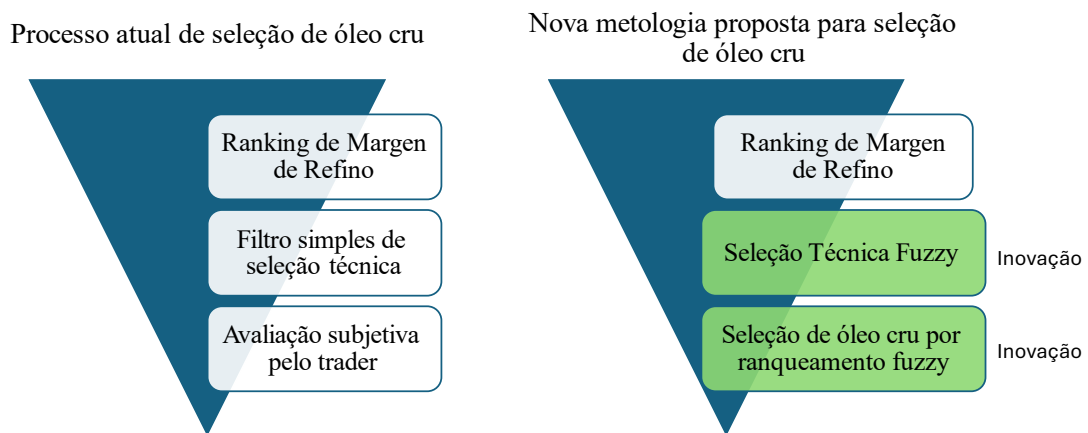 Processo atual de seleção de óleo cru
Ranking de Margen
de Refino
Filtro simples de
seleção técnica
Avaliação subjetiva
pelo trader
Nova metologia proposta para seleção
de óleo cru
Ranking de Margen
de Refino
Seleção Técnica Fuzzy
Inovação
Seleção de óleo cru por
ranqueamento fuzzy
Inovação